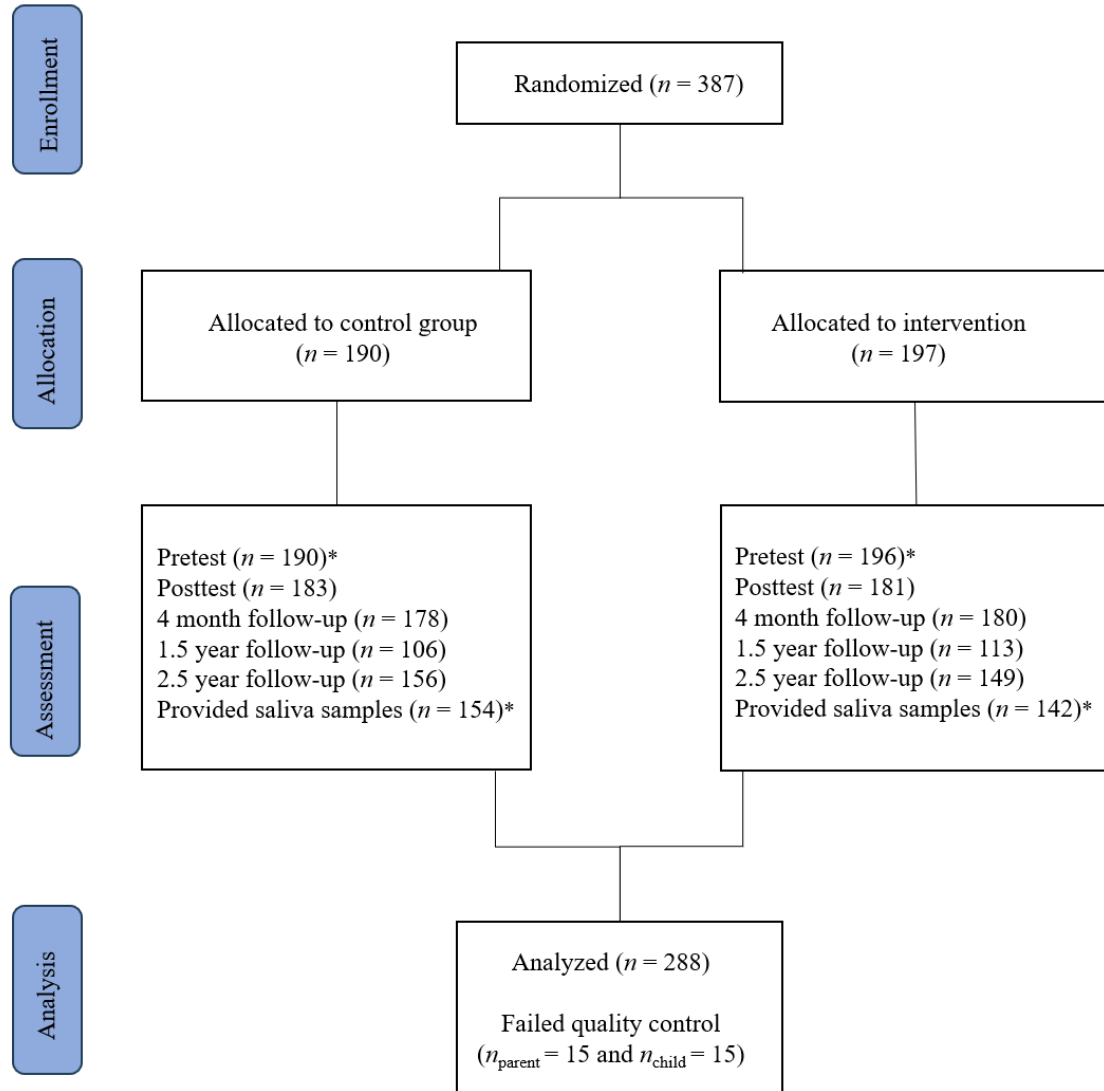 Enrollment
Randomized (n = 387)
Allocation
Allocated to control group
(n = 190)
Allocated to intervention
(n = 197)
Assessment
Pretest (n = 190)*
Posttest (n = 183)
4 month follow-up (n = 178)
1.5 year follow-up (n = 106)
2.5 year follow-up (n = 156)
Provided saliva samples (n = 154)*
Pretest (n = 196)*
Posttest (n = 181)
4 month follow-up (n = 180)
1.5 year follow-up (n = 113)
2.5 year follow-up (n = 149)
Provided saliva samples (n = 142)*
Analysis
Analyzed (n = 288)
Failed quality control
(nparent = 15 and nchild = 15)